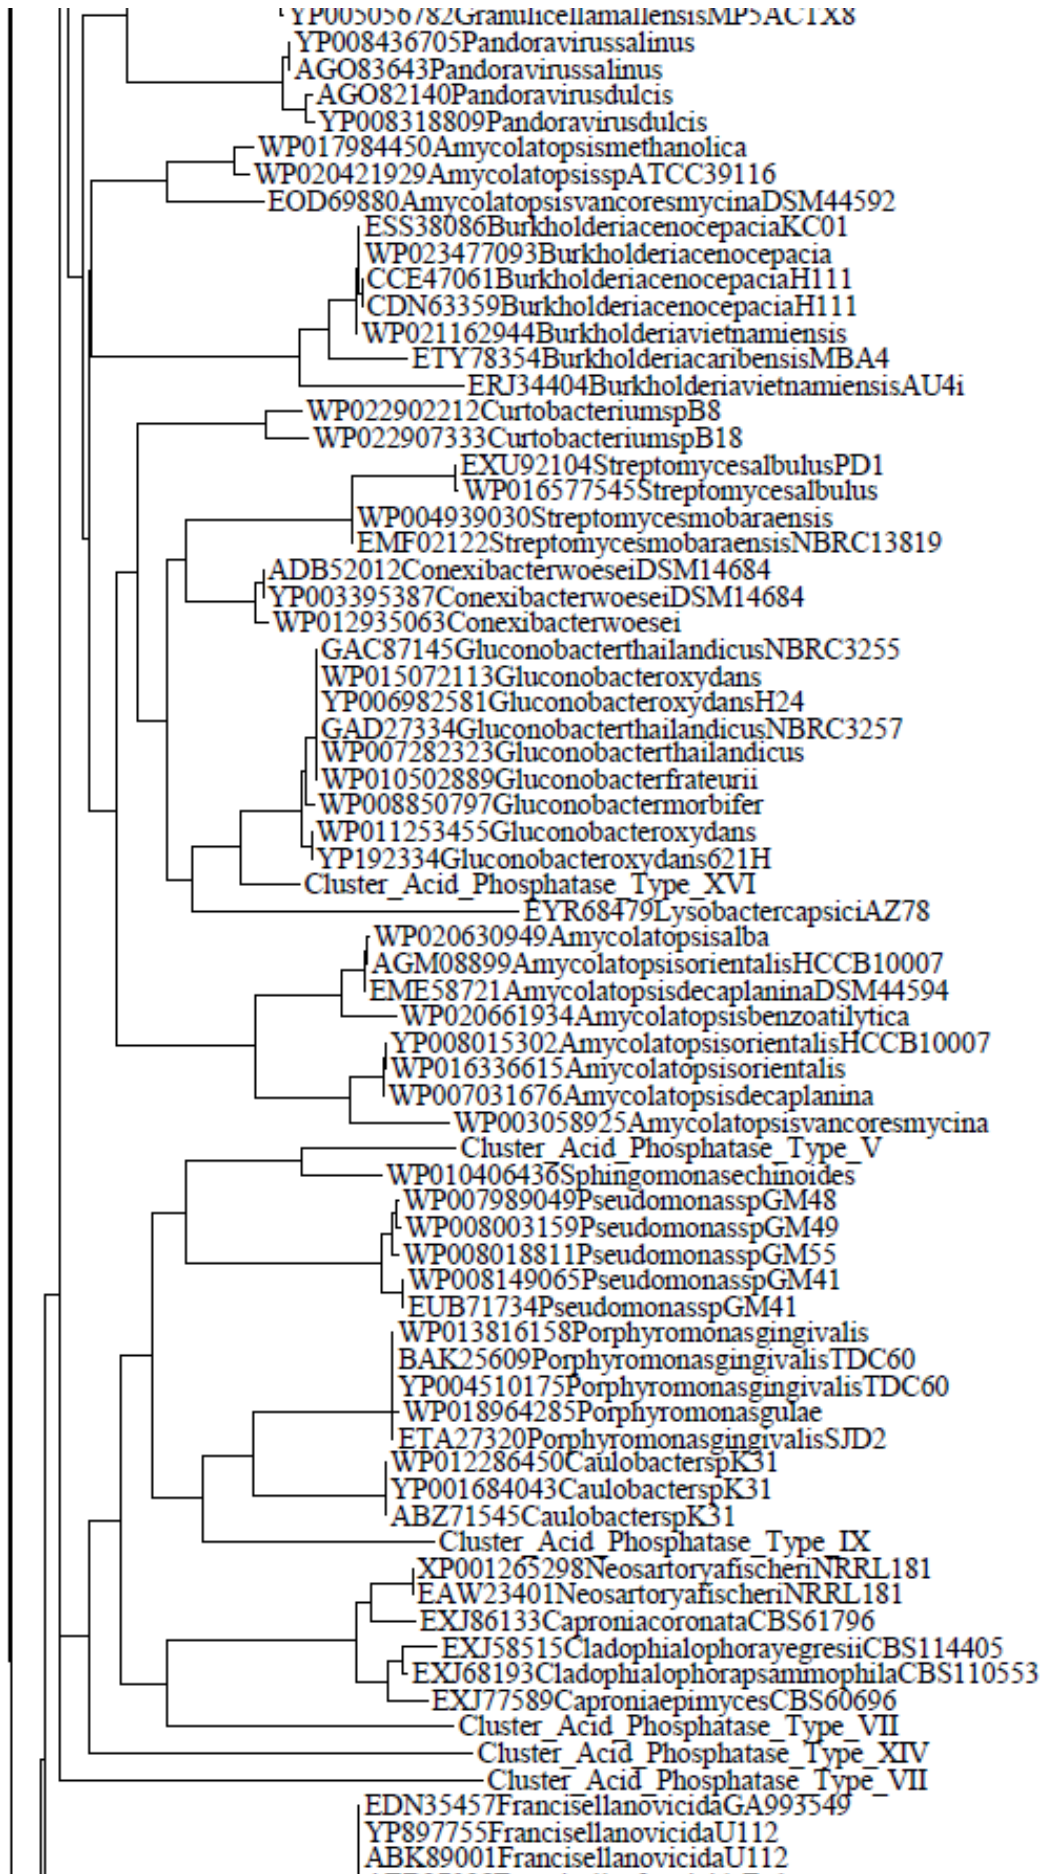 YP005056782GranulicellamallensisMP5ACTX8
YP008436705Pandoravirussalinus
AGO83643Pandoravirussalinus
AGO82140Pandoravirusdulcis
YP008318809Pandoravirusdulcis
WP017984450Amycolatopsismethanolica
WP020421929AmycolatopsisspATCC39116
EOD69880AmycolatopsisvancoresmycinaDSM44592
ESS38086BurkholderiacenocepaciaKC01
WP023477093Burkholderiacenocepacia
CCE47061BurkholderiacenocepaciaH111
CDN63359BurkholderiacenocepaciaH111
WP021162944Burkholderiavietnamiensis
ETY78354BurkholderiacaribensisMBA4
ERJ34404BurkholderiavietnamiensisAU4i
WP022902212CurtobacteriumspB8
WP022907333CurtobacteriumspB18
EXU92104StreptomycesalbulusPD1
WP016577545Streptomycesalbulus
WP004939030Streptomycesmobaraensis
EMF02122StreptomycesmobaraensisNBRC13819
ADB52012ConexibacterwoeseiDSM14684
YP003395387ConexibacterwoeseiDSM14684
WP012935063Conexibacterwoesei
GAC87145GluconobacterthailandicusNBRC3255
WP015072113Gluconobacteroxydans
YP006982581GluconobacteroxydansH24
GAD27334GluconobacterthailandicusNBRC3257
WP007282323Gluconobacterthailandicus
WP010502889Gluconobacterfrateurii
WP008850797Gluconobactermorbifer
WP011253455Gluconobacteroxydans
YP192334Gluconobacteroxydans621H
Cluster_Acid_Phosphatase_Type_XVI
EYR68479LysobactercapsiciAZ78
WP020630949Amycolatopsisalba
AGM08899AmycolatopsisorientalisHCCB10007
EME58721AmycolatopsisdecaplaninaDSM44594
WP020661934Amycolatopsisbenzoatilytica
YP008015302AmycolatopsisorientalisHCCB10007
WP016336615Amycolatopsisorientalis
WP007031676Amycolatopsisdecaplanina
WP003058925Amycolatopsisvancoresmycina
Cluster_Acid_Phosphatase_Type_V
WP010406436Sphingomonasechinoides
WP007989049PseudomonasspGM48
WP008003159PseudomonasspGM49
WP008018811PseudomonasspGM55
WP008149065PseudomonasspGM41
EUB71734PseudomonasspGM41
WP013816158Porphyromonasgingivalis
BAK25609PorphyromonasgingivalisTDC60
YP004510175PorphyromonasgingivalisTDC60
WP018964285Porphyromonasgulae
ETA27320PorphyromonasgingivalisSJD2
WP012286450CaulobacterspK31
YP001684043CaulobacterspK31
ABZ71545CaulobacterspK31
Cluster_Acid_Phosphatase_Type_IX
XP001265298NeosartoryafischeriNRRL181
EAW23401NeosartoryafischeriNRRL181
EXJ86133CaproniacoronataCBS61796
EXJ58515CladophialophorayegresiiCBS114405
EXJ68193CladophialophorapsammophilaCBS110553
EXJ77589CaproniaepimycesCBS60696
Cluster_Acid_Phosphatase_Type_VII
Cluster_Acid_Phosphatase_Type_XIV
Cluster_Acid_Phosphatase_Type_VII
EDN35457FrancisellanovicidaGA993549
YP897755FrancisellanovicidaU112
ABK89001FrancisellanovicidaU112